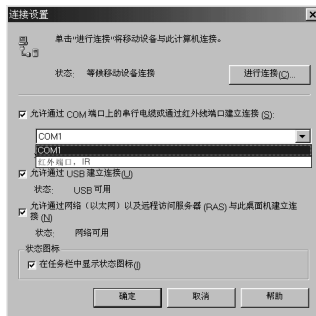 连接设置
单击“进行连接”将移动设备与此计算机连接。
状态: 等候移动设备连接
进行连接(C)...
允许通过 COM 端口上的串行电缆或通过红外线端口建立连接 (S):
COM1
COM1
红外端口, IR
允许通过 USB 建立连接(U)
状态: USB 可用
允许通过网络（以太网）以及远程访问服务器 (RAS) 与此桌面机建立连
接 (N)
状态: 网络可用
状态图标
在任务栏中显示状态图标(I)
确定 取消 帮助